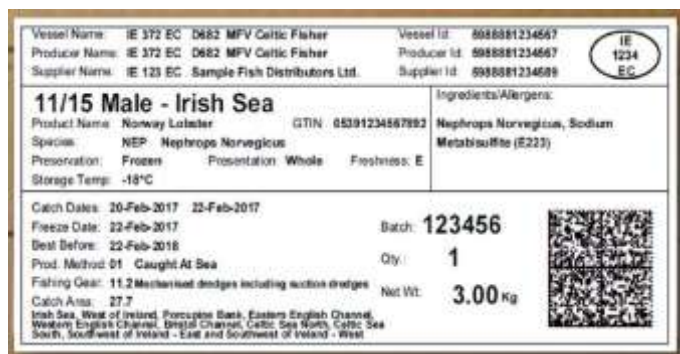 Vessel Name: IE 372 EC D682 MFV Celtic Fisher Vessel Id: 5988881234567
Producer Name: IE 372 EC D682 MFV Celtic Fisher Producer Id: 5988881234567
Supplier Name: IE 123 EC Sample Fish Distributors Ltd. Supplier Id: 5988881234589
IE
1234
EC
11/15 Male - Irish Sea
Product Name: Norway Lobster GTIN 05391234567892
Species: NEP Nephrops Norvegicus
Preservation: Frozen Presentation Whole Freshness: E
Storage Temp: -18°C
Ingredients/Allergens:
Nephrops Norvegicus, Sodium
Metabisulfite (E223)
Catch Dates: 20-Feb-2017 22-Feb-2017
Freeze Date: 22-Feb-2017
Best Before: 22-Feb-2018
Prod. Method: 01 Caught At Sea
Fishing Gear: 11.2 Mechanised dredges including suction dredges
Catch Area: 27.7
Irish Sea, West of Ireland, Porcupine Bank, Eastern English Channel,
Western English Channel, Bristol Channel, Celtic Sea North, Celtic Sea
South, Southwest of Ireland - East and Southwest of Ireland - West
Batch: 123456
Qty.: 1
Net Wt: 3.00 Kg